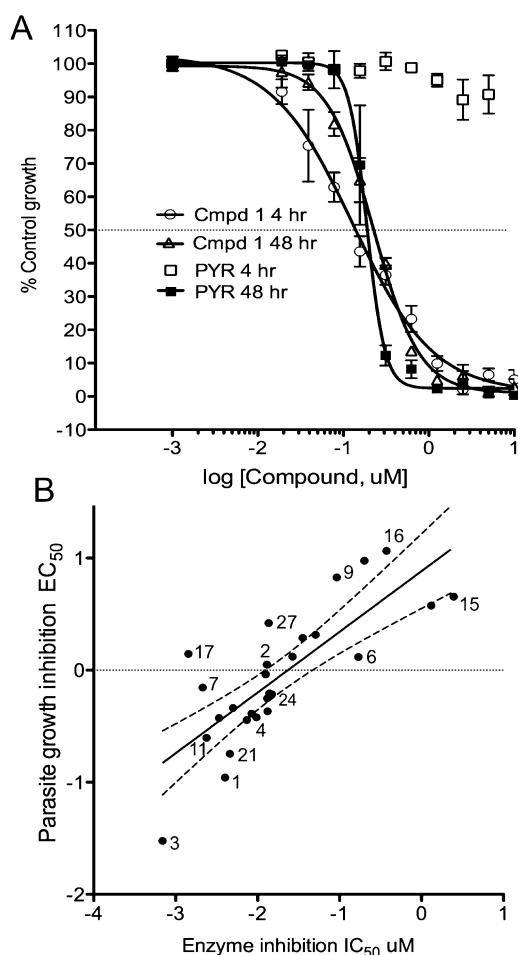 A
110
100
90
80
70
60
50
40
30
20
10
0
-10
% Control growth
Cmpd 1 4 hr
Cmpd 1 48 hr
PYR 4 hr
PYR 48 hr
-4 -3 -2 -1 0 1
log [Compound, uM]
B
1
0
-1
-2
Parasite growth inhibition EC50
16
9
27
15
17
2
6
7
24
4
11
21
1
3
-4 -3 -2 -1 0 1
Enzyme inhibition IC50 uM